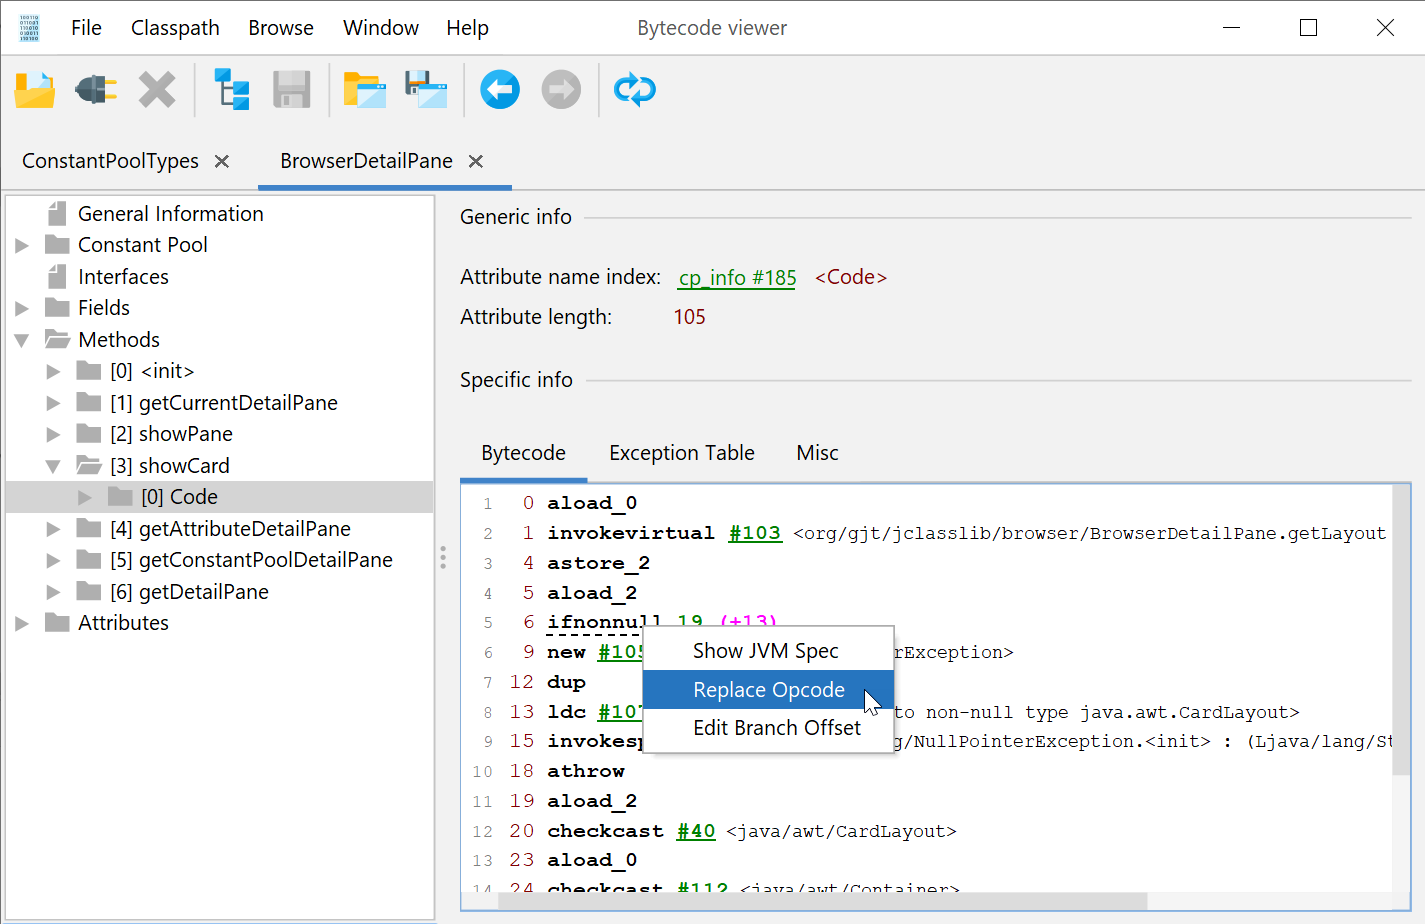 File Classpath Browse Window Help Bytecode viewer
ConstantPoolTypes BrowserDetailPane
General Information
Constant Pool
Interfaces
Fields
Methods
[0] <init>
[1] getCurrentDetailPane
[2] showPane
[3] showCard
[0] Code
[4] getAttributeDetailPane
[5] getConstantPoolDetailPane
[6] getDetailPane
Attributes
Generic info
Attribute name index: cp_info #185 <Code>
Attribute length: 105
Specific info
Bytecode Exception Table Misc
1 0 aload_0
2 1 invokevirtual #103 <org/gjt/jclasslib/browser/BrowserDetailPane.getLayout
3 4 astore_2
4 5 aload_2
5 6 ifnonnull 19 (+13)
6 9 new #105 rException>
7 12 dup
8 13 ldc #107 to non-null type java.awt.CardLayout>
9 15 invokesp g/NullPointerException.<init> : (Ljava/lang/St
10 18 athrow
11 19 aload_2
12 20 checkcast #40 <java/awt/CardLayout>
13 23 aload_0
14 24 checkcast #112 <java/awt/Container>
Show JVM Spec
Replace Opcode
Edit Branch Offset